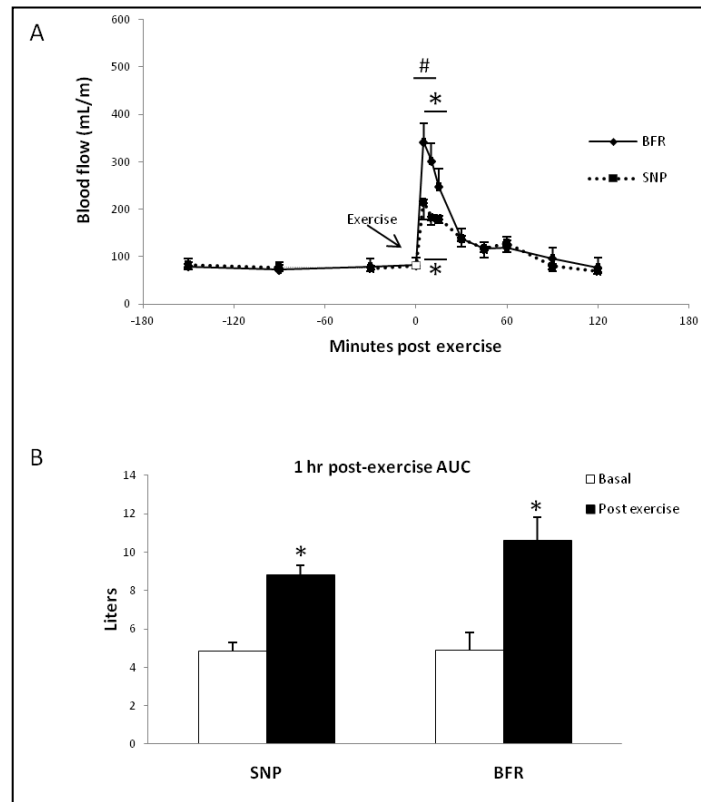 A
Blood flow (mL/m)
600
500
400
300
200
100
0
#
*
BFR
SNP
Exercise
*
-180
-120
-60
0
60
120
180
Minutes post exercise
B
1 hr post-exercise AUC
Basal
Post exercise
Liters
14
12
10
8
6
4
2
0
*
*
SNP
BFR